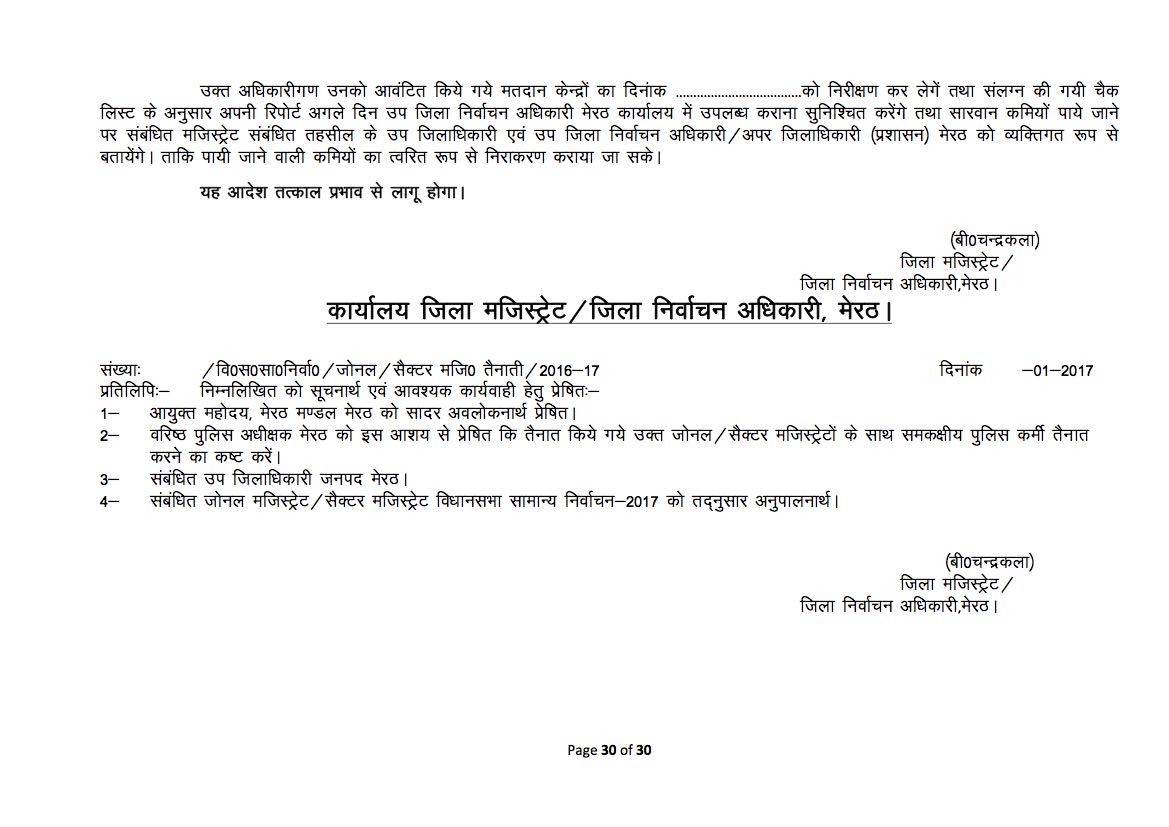 उक्त अधिकारीगण उनको आवंटित किये गये मतदान केन्द्रों का दिनांक ....................................को निरीक्षण कर लेगें तथा संलग्न की गयी चैक
लिस्ट के अनुसार अपनी रिपोर्ट अगले दिन उप जिला निर्वाचन अधिकारी मेरठ कार्यालय में उपलब्ध कराना सुनिश्चित करेंगे तथा सारवान कमियों पाये जाने
पर संबंधित मजिस्ट्रेट संबंधित तहसील के उप जिलाधिकारी एवं उप जिला निर्वाचन अधिकारी/अपर जिलाधिकारी (प्रशासन) मेरठ को व्यक्तिगत रूप से
बतायेंगे। ताकि पायी जाने वाली कमियों का त्वरित रूप से निराकरण कराया जा सके।
यह आदेश तत्काल प्रभाव से लागू होगा।
(बी0चन्द्रकला)
जिला मजिस्ट्रेट/
जिला निर्वाचन अधिकारी,मेरठ।
कार्यालय जिला मजिस्ट्रेट/जिला निर्वाचन अधिकारी, मेरठ।
संख्याः /वि0स0सा0निर्वा0/जोनल/सैक्टर मजि0 तैनाती/2016–17 दिनांक –01–2017
प्रतिलिपिः– निम्नलिखित को सूचनार्थ एवं आवश्यक कार्यवाही हेतु प्रेषितः–
1– आयुक्त महोदय, मेरठ मण्डल मेरठ को सादर अवलोकनार्थ प्रेषित।
2– वरिष्ठ पुलिस अधीक्षक मेरठ को इस आशय से प्रेषित कि तैनात किये गये उक्त जोनल/सैक्टर मजिस्ट्रेटों के साथ समकक्षीय पुलिस कर्मी तैनात
करने का कष्ट करें।
3– संबंधित उप जिलाधिकारी जनपद मेरठ।
4– संबंधित जोनल मजिस्ट्रेट/सैक्टर मजिस्ट्रेट विधानसभा सामान्य निर्वाचन–2017 को तद्नुसार अनुपालनार्थ।
(बी0चन्द्रकला)
जिला मजिस्ट्रेट/
जिला निर्वाचन अधिकारी,मेरठ।
Page 30 of 30